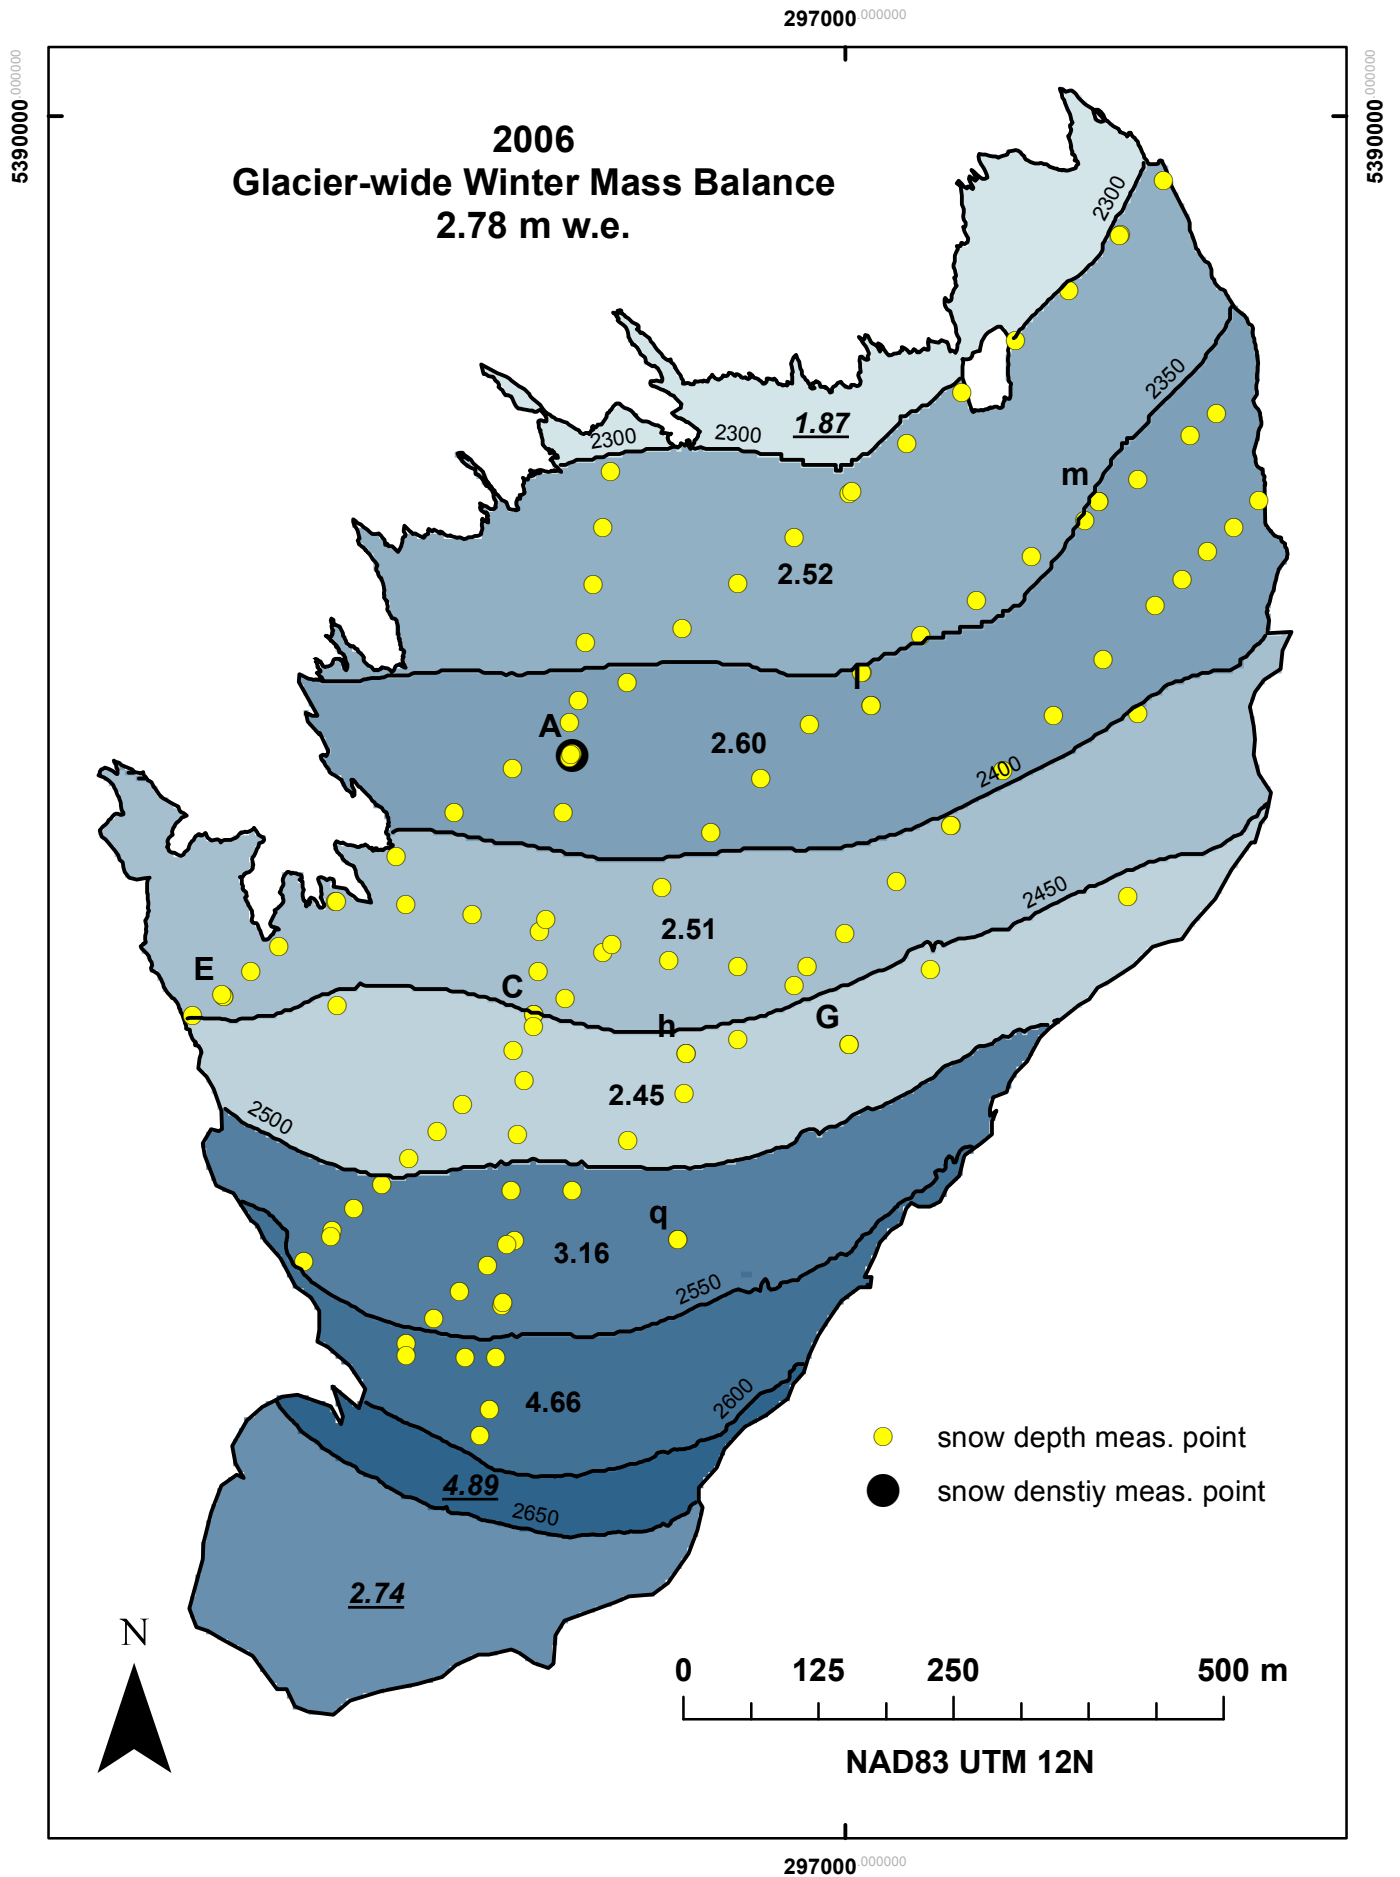 297000.000000
5390000.000000
5390000.000000
2006
Glacier-wide Winter Mass Balance
2.78 m w.e.
2300
2350
1.87
2300
2300
m
2.52
l
A
2.60
2400
2450
2.51
E
C
h
G
2.45
2500
q
3.16
2550
4.66
2600
snow depth meas. point
4.89
snow denstiy meas. point
2650
2.74
N
0 125 250 500 m
NAD83 UTM 12N
297000.000000